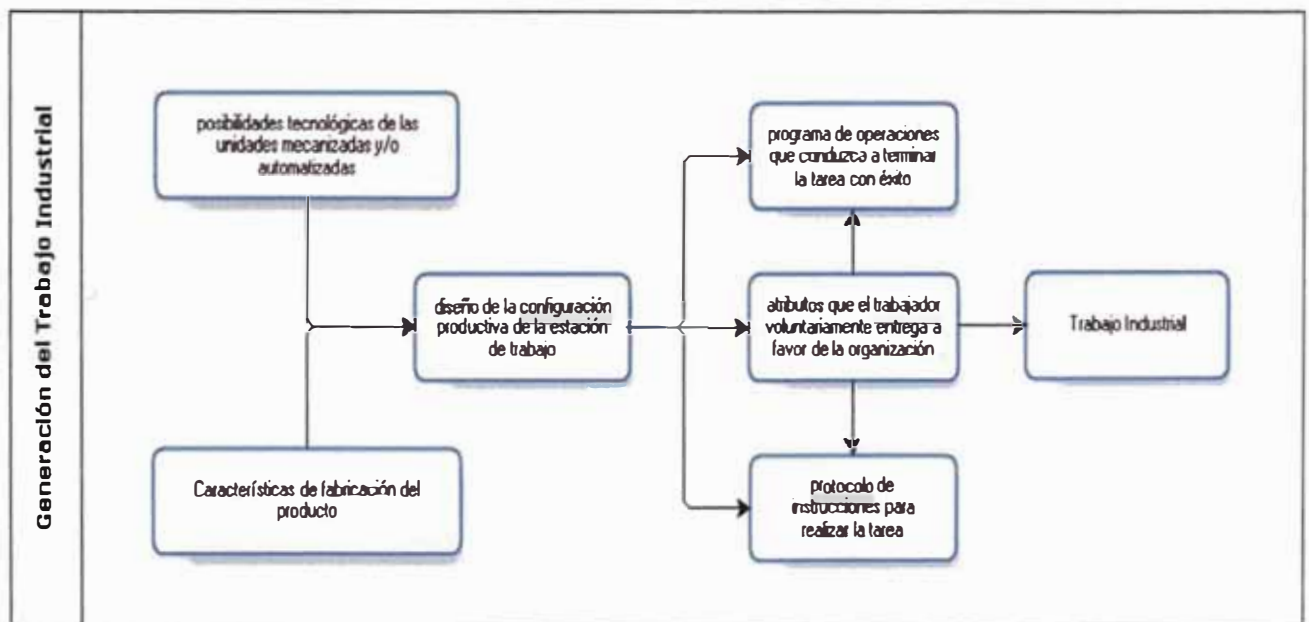 Generación del Trabajo Industrial
posibilidades tecnológicas de las
unidades mecanizadas y/o
automatizadas
Características de fabricación del
producto
diseño de la configuración
productiva de la estación
de trabajo
programa de operaciones
que conduzca a terminar
la tarea con éxito
atributos que el trabajador
voluntariamente entrega a
favor de la organización
protocolo de
instrucciones para
realizar la tarea
Trabajo Industrial